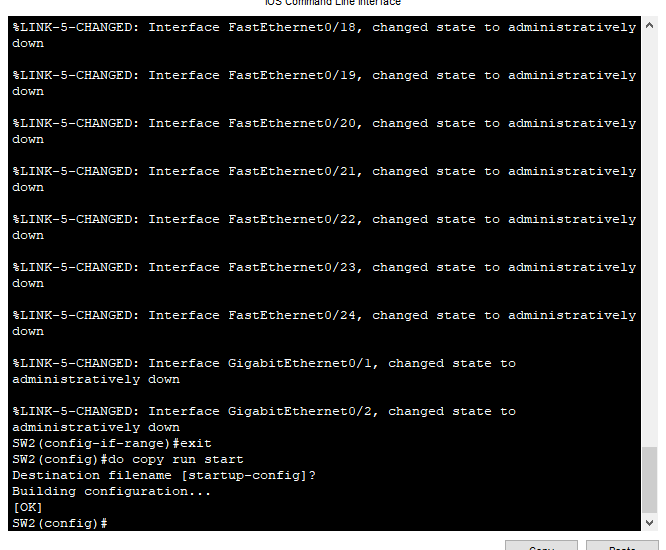 IOS Command Line Interface
%LINK-5-CHANGED: Interface FastEthernet0/18, changed state to administratively
down
%LINK-5-CHANGED: Interface FastEthernet0/19, changed state to administratively
down
%LINK-5-CHANGED: Interface FastEthernet0/20, changed state to administratively
down
%LINK-5-CHANGED: Interface FastEthernet0/21, changed state to administratively
down
%LINK-5-CHANGED: Interface FastEthernet0/22, changed state to administratively
down
%LINK-5-CHANGED: Interface FastEthernet0/23, changed state to administratively
down
%LINK-5-CHANGED: Interface FastEthernet0/24, changed state to administratively
down
%LINK-5-CHANGED: Interface GigabitEthernet0/1, changed state to
administratively down
%LINK-5-CHANGED: Interface GigabitEthernet0/2, changed state to
administratively down
SW2(config-if-range)#exit
SW2(config)#do copy run start
Destination filename [startup-config]?
Building configuration...
[OK]
SW2(config)#
Copy Paste